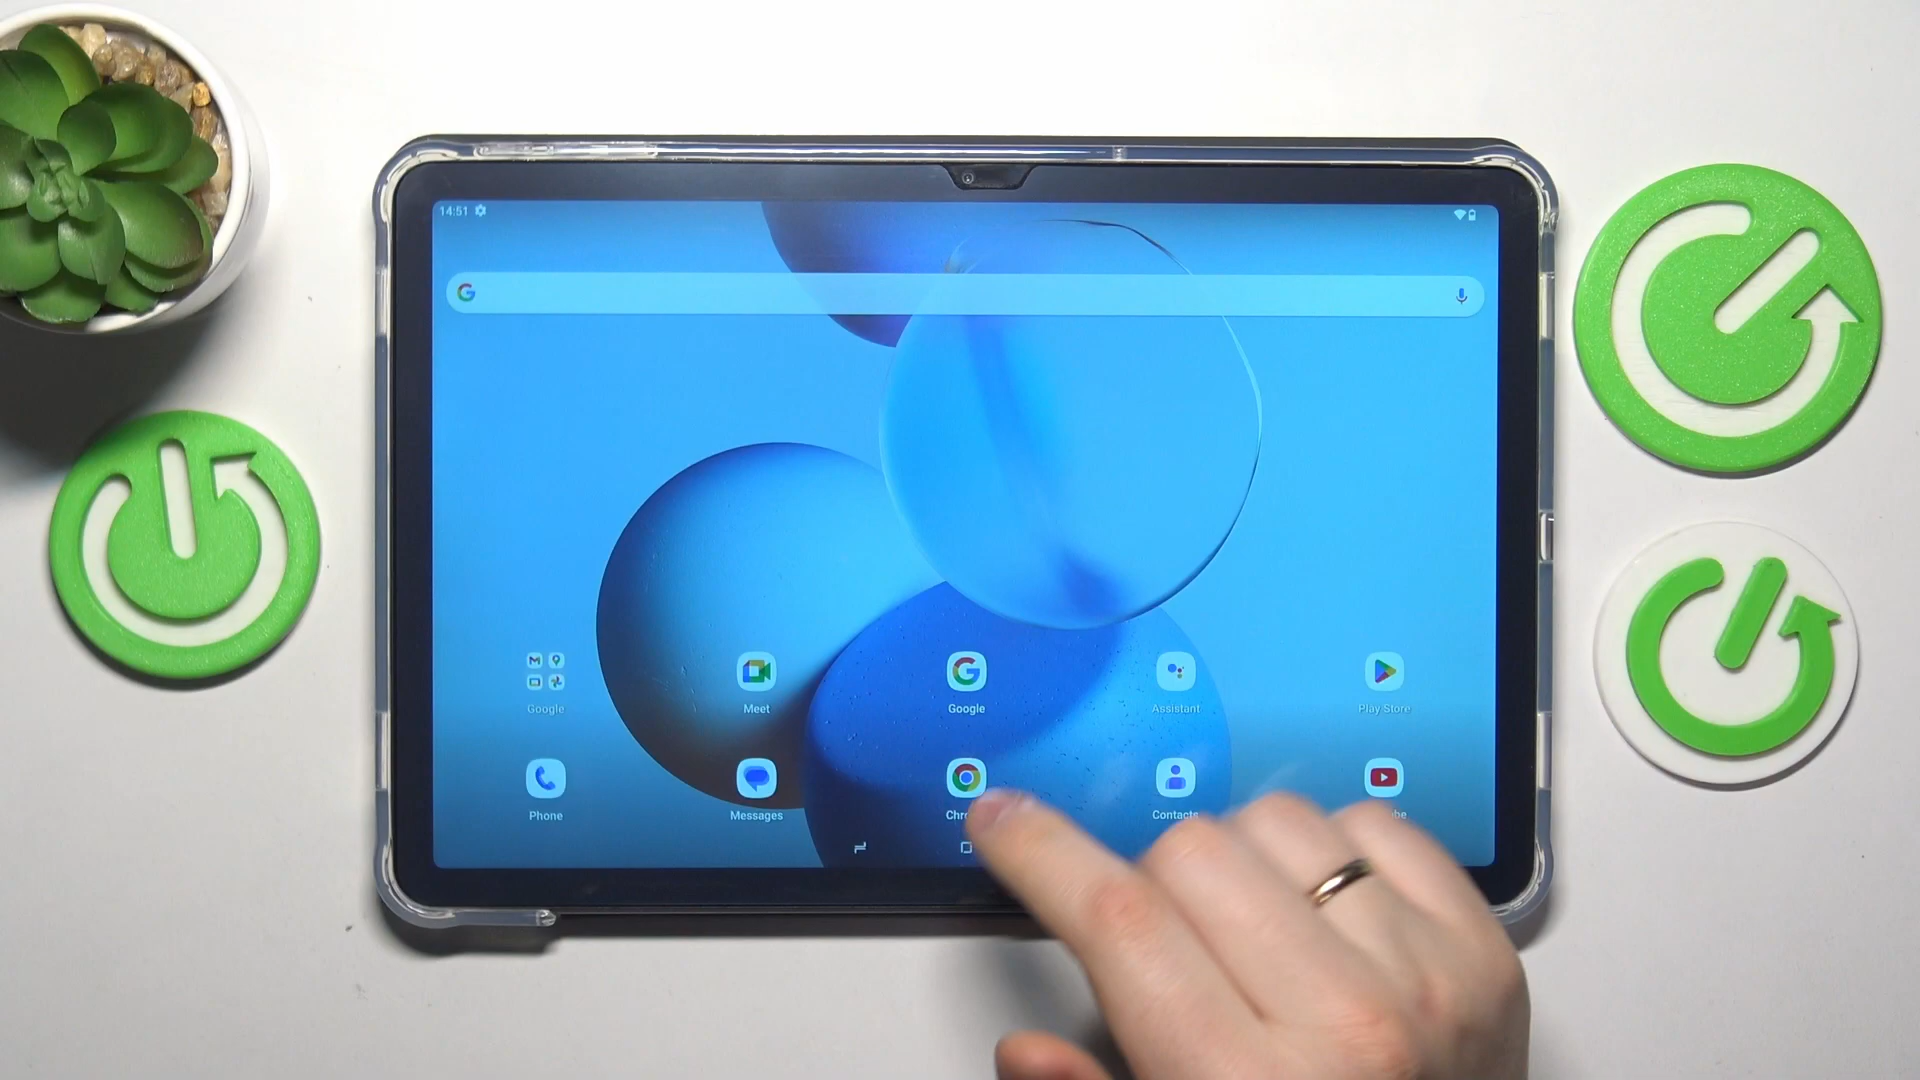 14:51
Google
Meet
Google
Assistant
Play Store
Phone
Messages
Contacts